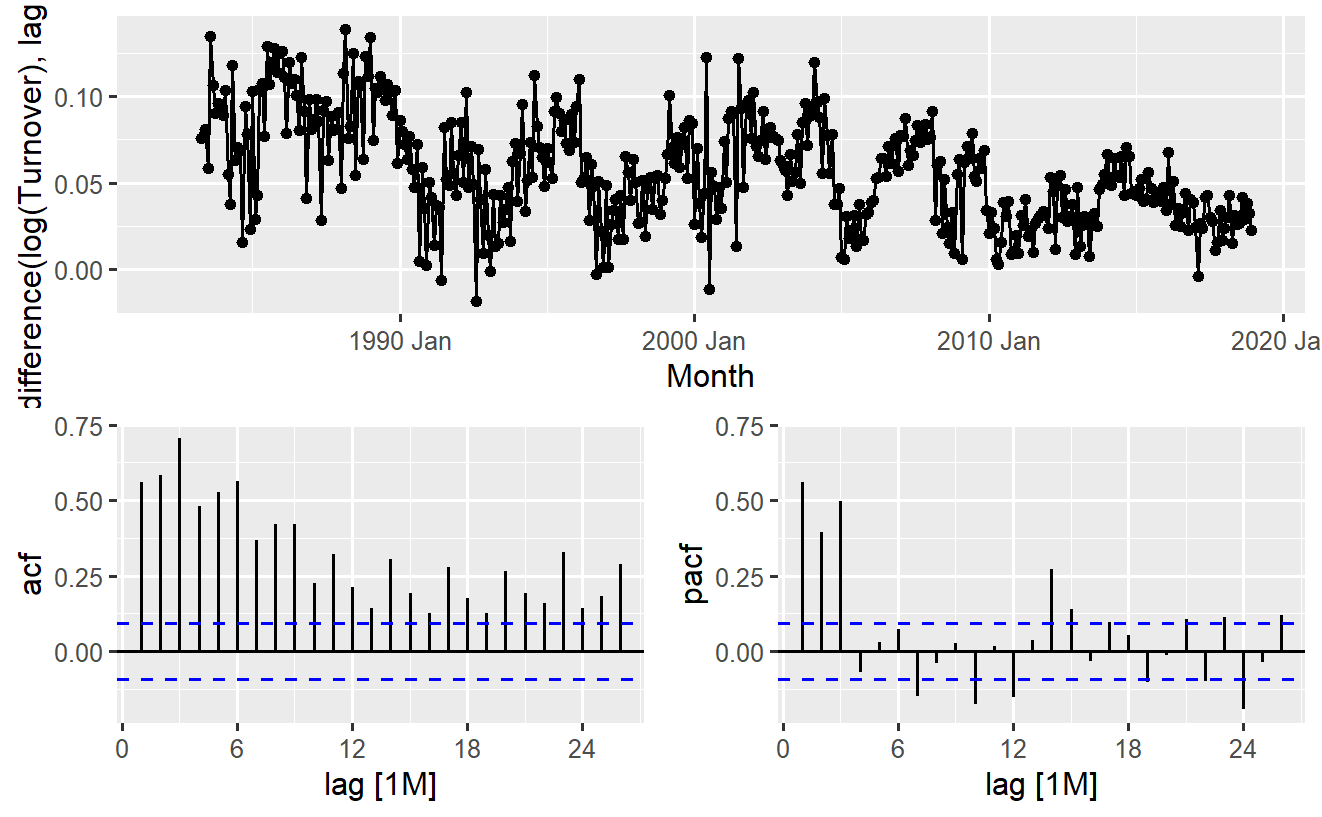 difference(log(Turnover), lag
0.10
0.05
0.00
1990 Jan
2000 Jan
2010 Jan
2020 Ja
Month
acf
0.75
0.50
0.25
0.00
0
6
12
18
24
lag [1M]
pacf
0.75
0.50
0.25
0.00
0
6
12
18
24
lag [1M]